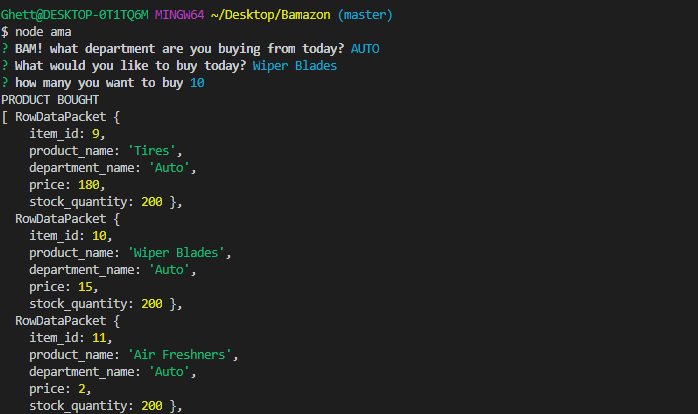 Ghett@DESKTOP-0T1TQ6M MINGW64 ~/Desktop/Bamazon (master)
$ node ama
? BAM! what department are you buying from today? AUTO
? What would you like to buy today? Wiper Blades
? how many you want to buy 10
PRODUCT BOUGHT
[ RowDataPacket {
    item_id: 9,
    product_name: 'Tires',
    department_name: 'Auto',
    price: 180,
    stock_quantity: 200 },
  RowDataPacket {
    item_id: 10,
    product_name: 'Wiper Blades',
    department_name: 'Auto',
    price: 15,
    stock_quantity: 200 },
  RowDataPacket {
    item_id: 11,
    product_name: 'Air Freshners',
    department_name: 'Auto',
    price: 2,
    stock_quantity: 200 },